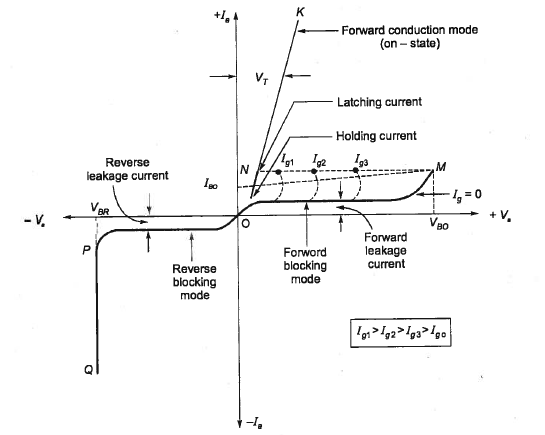 +Ia
K
Forward conduction mode
(on – state)
VT
Latching current
Holding current
N
Ig1
Ig2
Ig3
M
Reverse
leakage current
IBO
Ig = 0
– Va
VBR
O
VBO
+ Va
P
Reverse
blocking
mode
Forword
blocking
mode
Forward
leakage
current
Ig1 > Ig2 > Ig3 > Igo
Q
–Ia